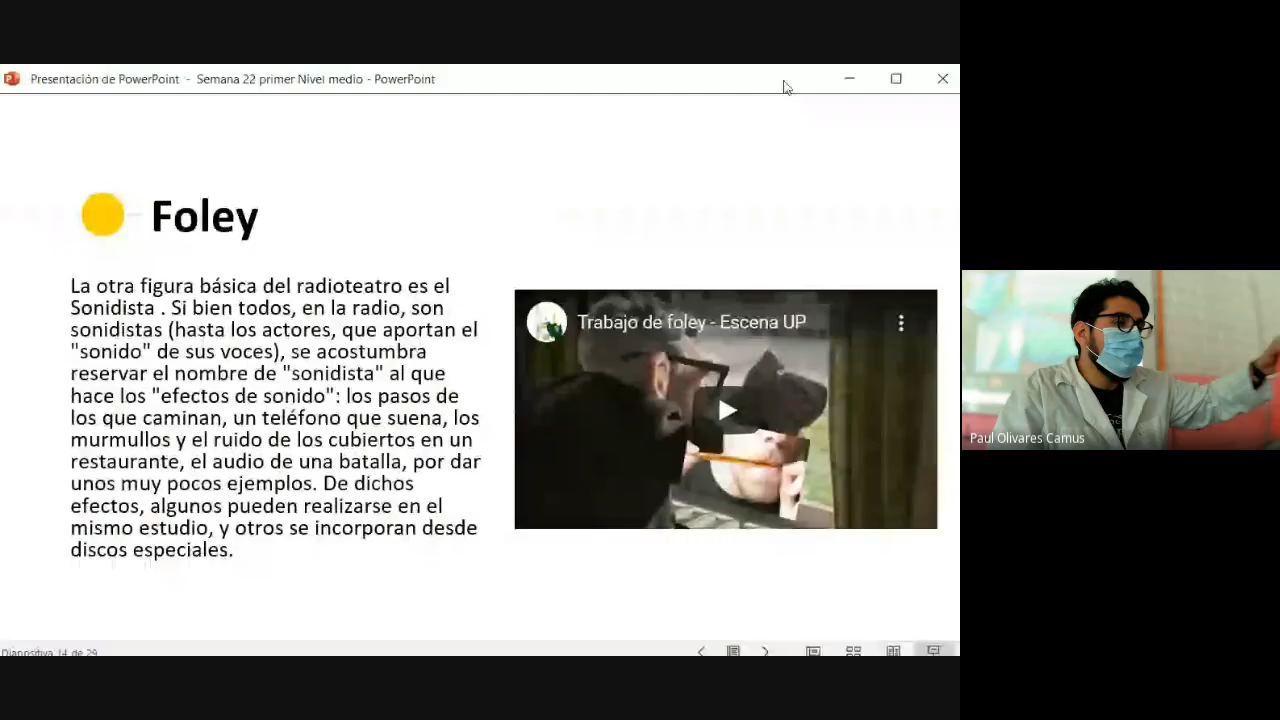 Presentación de PowerPoint - Semana 22 primer Nivel medio - PowerPoint
Foley
La otra figura básica del radioteatro es el
Sonidista . Si bien todos, en la radio, son
sonidistas (hasta los actores, que aportan el
"sonido" de sus voces), se acostumbra
reservar el nombre de "sonidista" al que
hace los "efectos de sonido": los pasos de
los que caminan, un teléfono que suena, los
murmullos y el ruido de los cubiertos en un
restaurante, el audio de una batalla, por dar
unos muy pocos ejemplos. De dichos
efectos, algunos pueden realizarse en el
mismo estudio, y otros se incorporan desde
discos especiales.
Trabajo de foley - Escena UP
Paul Olivares Camus
Diapositiva 14 de 29